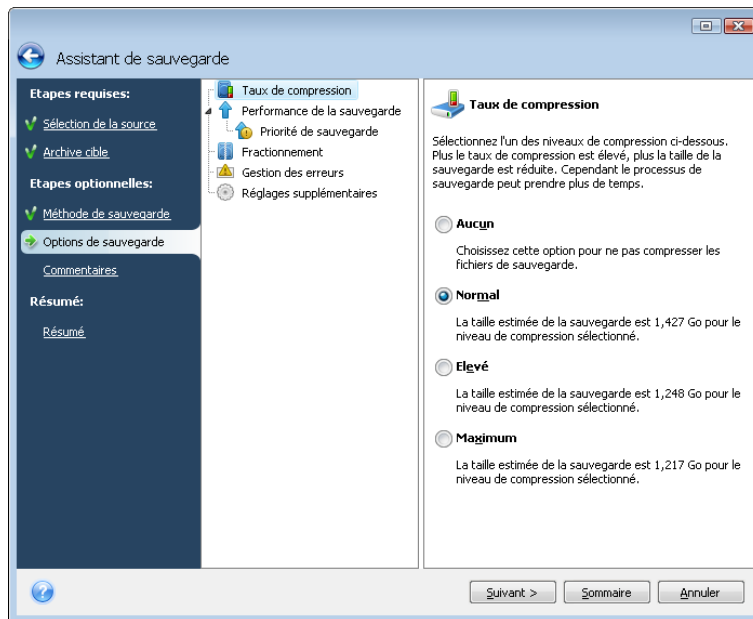 Assistant de sauvegarde
Etapes requises:
Sélection de la source
Archive cible
Etapes optionnelles:
Méthode de sauvegarde
Options de sauvegarde
Commentaires
Résumé:
Résumé
Taux de compression
Performance de la sauvegarde
Priorité de sauvegarde
Fractionnement
Gestion des erreurs
Réglages supplémentaires
Taux de compression
Sélectionnez l'un des niveaux de compression ci-dessous.
Plus le taux de compression est élevé, plus la taille de la
sauvegarde est réduite. Cependant le processus de
sauvegarde peut prendre plus de temps.
Aucun
Choisissez cette option pour ne pas compresser les
fichiers de sauvegarde.
Normal
La taille estimée de la sauvegarde est 1,427 Go pour le
niveau de compression sélectionné.
Elevé
La taille estimée de la sauvegarde est 1,248 Go pour le
niveau de compression sélectionné.
Maximum
La taille estimée de la sauvegarde est 1,217 Go pour le
niveau de compression sélectionné.
Suivant >
Sommaire
Annuler